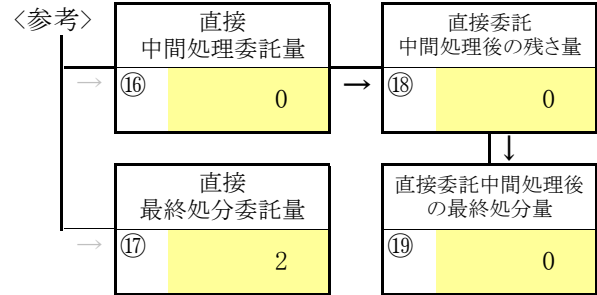 〈参考〉
直接
中間処理委託量
→
⑯
0
→
直接委託
中間処理後の残さ量
⑱
0
↓
直接
最終処分委託量
→
⑰
2
直接委託中間処理後
の最終処分量
⑲
0